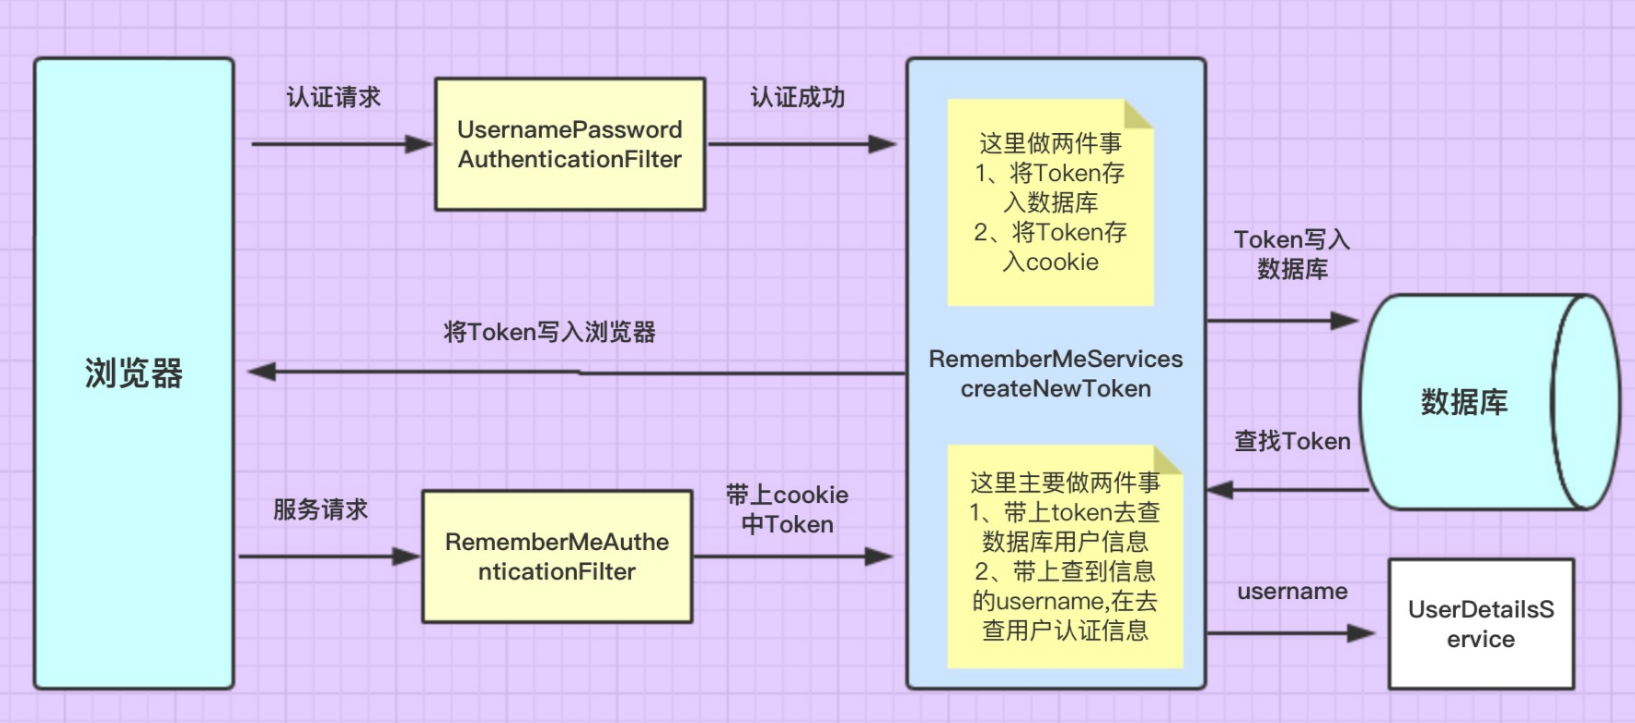 认证请求
UsernamePassword
AuthenticationFilter
认证成功
这里做两件事
1、将Token存
入数据库
2、将Token存
入cookie
Token写入
数据库
将Token写入浏览器
浏览器
RememberMeServices
createNewToken
数据库
查找Token
服务请求
RememberMeAuthe
nticationFilter
带上cookie
中Token
这里主要做两件事
1、带上token去查
数据库用户信息
2、带上查到信息
的username,在去
查用户认证信息
username
UserDetailsS
ervice